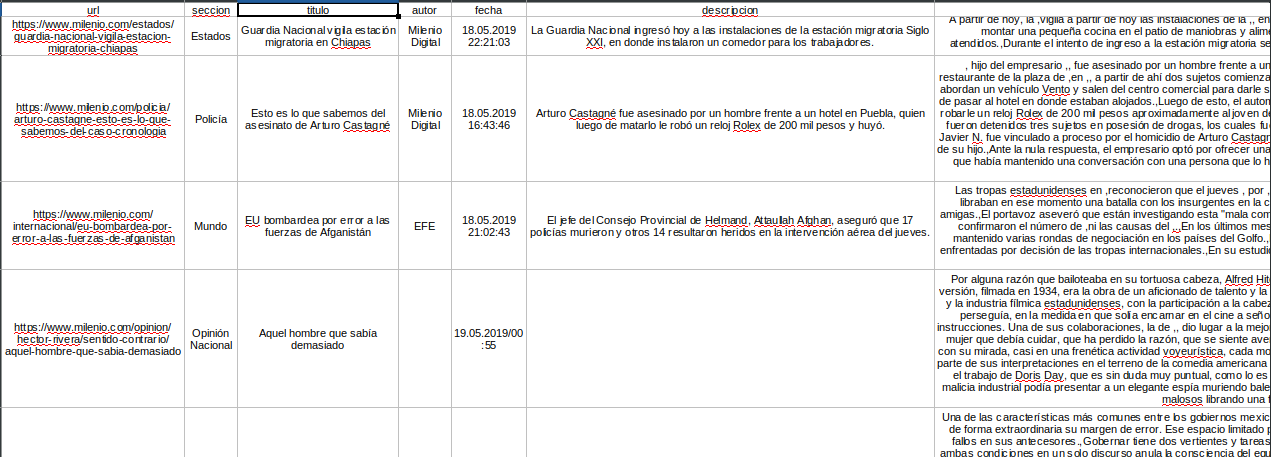 url seccion titulo autor fecha descripcion
https://www.milenio.com/estados/
guardia-nacional-vigila-estacion-
migratoria-chiapas
Estados
Guardia Nacional vigila estación
migratoria en Chiapas
Milenio
Digital
18.05.2019
22:21:03
La Guardia Nacional ingresó hoy a las instalaciones de la estación migratoria Siglo
XXI, en donde instalaron un comedor para los trabajadores.
A partir de hoy, la ,vigila a partir de hoy las instalaciones de la ,, en
montar una pequeña cocina en el patio de maniobras y alime
atendidos.,Durante el intento de ingreso a la estación migratoria se
https://www.milenio.com/policia/
arturo-castagne-esto-es-lo-que-
sabemos-del-caso-cronologia
Policía
Esto es lo que sabemos del
asesinato de Arturo Castagné
Milenio
Digital
18.05.2019
16:43:46
Arturo Castagné fue asesinado por un hombre frente a un hotel en Puebla, quien
luego de matarlo le robó un reloj Rolex de 200 mil pesos y huyó.
, hijo del empresario ,, fue asesinado por un hombre frente a un
restaurante de la plaza de ,en ,, a partir de ahí dos sujetos comienza
abordan un vehículo Vento y salen del centro comercial para darle s
de pasar al hotel en donde estaban alojados.,Luego de esto, el autom
robarle un reloj Rolex de 200 mil pesos aproximadamente al joven de
fueron detenidos tres sujetos en posesión de drogas, los cuales fu
Javier N, fue vinculado a proceso por el homicidio de Arturo Castagn
de su hijo.,Ante la nula respuesta, el empresario optó por ofrecer una
que había mantenido una conversación con una persona que lo h
https://www.milenio.com/
internacional/eu-bombardea-por-
error-a-las-fuerzas-de-afganistan
Mundo
EU bombardea por error a las
fuerzas de Afganistán
EFE
18.05.2019
21:02:43
El jefe del Consejo Provincial de Helmand, Attaullah Afghan, aseguró que 17
policías murieron y otros 14 resultaron heridos en la intervención aérea del jueves.
Las tropas estadunidenses en ,reconocieron que el jueves , por ,
libraban en ese momento una batalla con los insurgentes en la c
amigas.,El portavoz aseveró que están investigando esta "mala com
confirmaron el número de ,ni las causas del ,.,En los últimos mes
mantenido varias rondas de negociación en los países del Golfo.,
enfrentadas por decisión de las tropas internacionales.,En su estudio
https://www.milenio.com/opinion/
hector-rivera/sentido-contrario/
aquel-hombre-que-sabia-demasiado
Opinión
Nacional
Aquel hombre que sabía
demasiado
19.05.2019/00
:55
Por alguna razón que bailoteaba en su tortuosa cabeza, Alfred Hit
versión, filmada en 1934, era la obra de un aficionado de talento y la
y la industria fílmica estadunidenses, con la participación a la cabez
perseguía, en la medida en que solía encarnar en el cine a seño
instrucciones. Una de sus colaboraciones, la de ,, dio lugar a la mejo
mujer que debía cuidar, que ha perdido la razón, que se siente aver
con su mirada, casi en una frenética actividad voyeurística, cada mo
parte de sus interpretaciones en el terreno de la comedia americana
el trabajo de Doris Day, que es sin duda muy puntual, como lo es
malicia industrial podía presentar a un elegante espía muriendo bale
malosos librando una f
Una de las características más comunes entre los gobiernos mexic
de forma extraordinaria su margen de error. Ese espacio limitado p
fallos en sus antecesores.,Gobernar tiene dos vertientes y tareas
ambas condiciones en un solo discurso anula la consciencia del equ